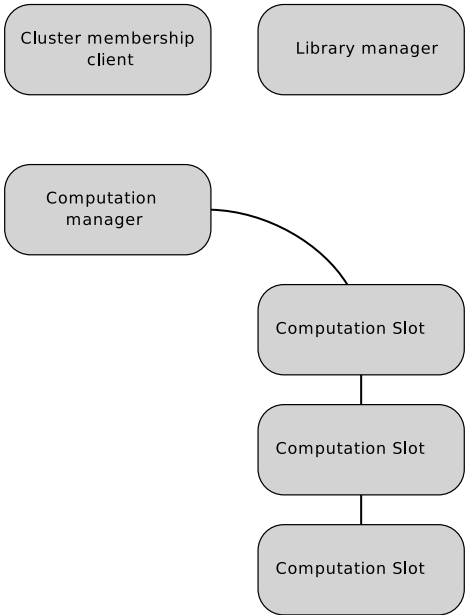 Cluster membership
client
Library manager
Computation
manager
Computation Slot
Computation Slot
Computation Slot